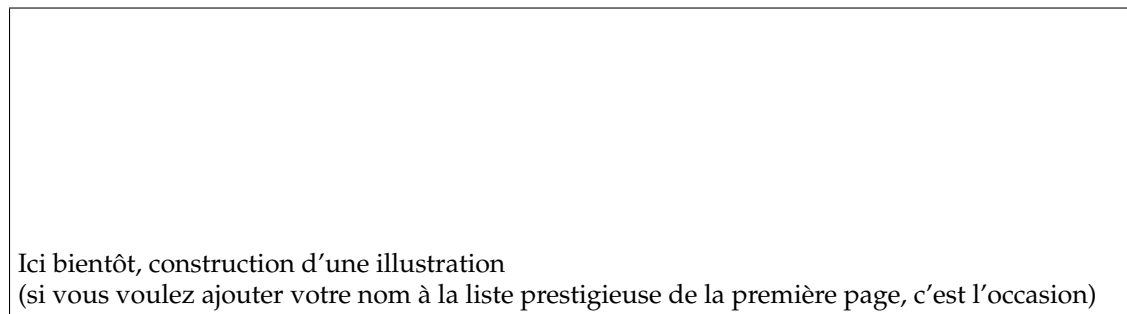 Ici bientôt, construction d'une illustration
(si vous voulez ajouter votre nom à la liste prestigieuse de la première page, c'est l'occasion)